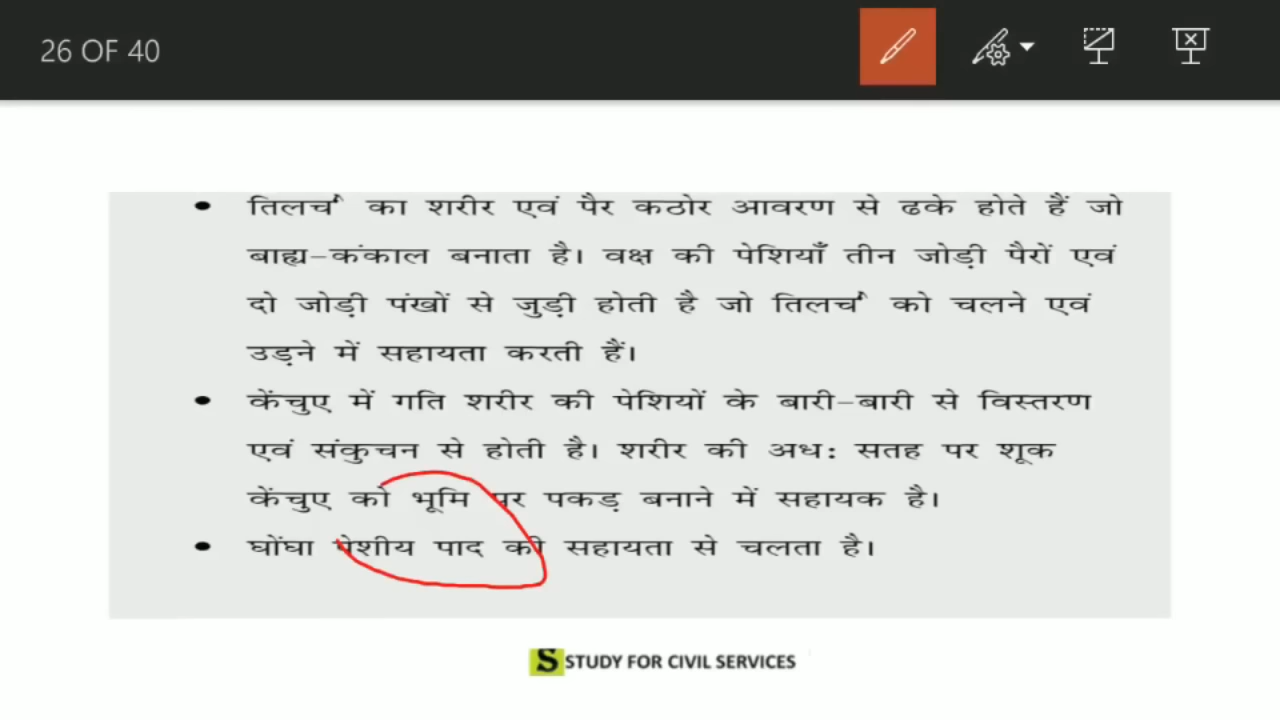 26 OF 40
• तिलचऺ का शरीर एवं पैर कठोर आवरण से ढके होते हैं जो
बाह्य-कंकाल बनाता है। वक्ष की पेशियाँ तीन जोड़ी पैरों एवं
दो जोड़ी पंखों से जुड़ी होती है जो तिलचऺ को चलने एवं
उड़ने में सहायता करती हैं।
• केंचुए में गति शरीर की पेशियों के बारी-बारी से विस्तरण
एवं संकुचन से होती है। शरीर की अध: सतह पर शूक
केंचुए को भूमि पर पकड़ बनाने में सहायक है।
• घोंघा पेशीय पाद की सहायता से चलता है।
S STUDY FOR CIVIL SERVICES